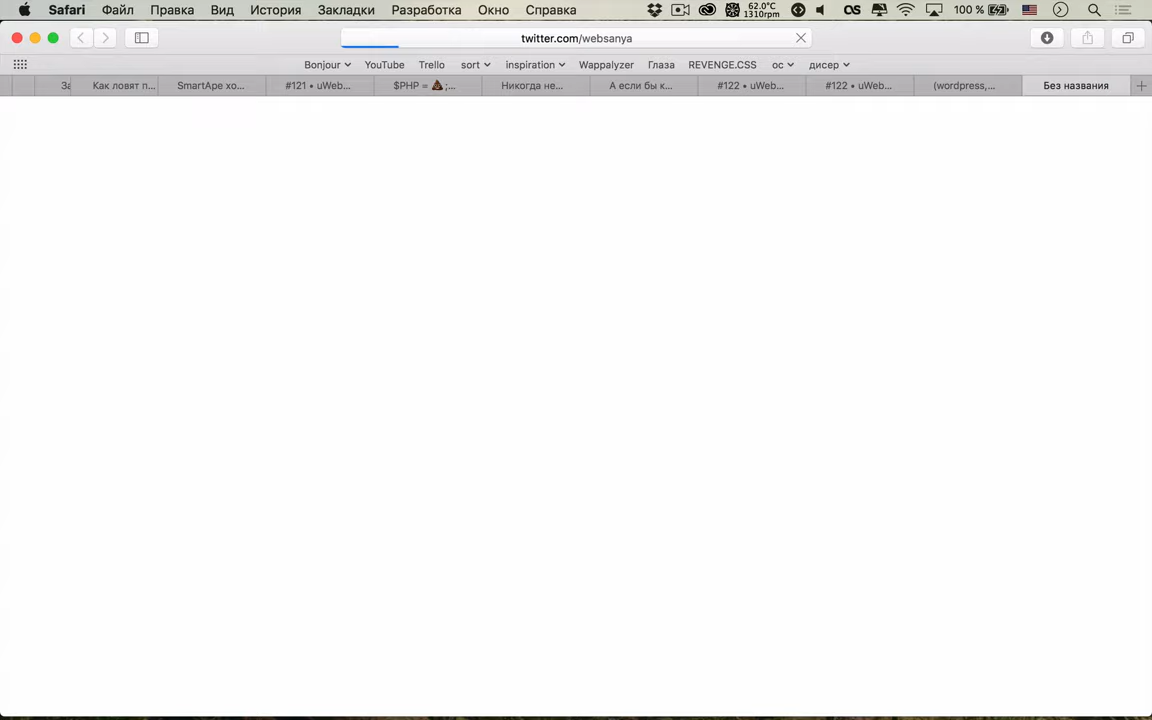 Safari Файл Правка Вид История Закладки Разработка Окно Справка 62.0°C 1310rpm 100 %
twitter.com/websanya
Bonjour YouTube Trello sort inspiration Wappalyzer Глаза REVENGE.CSS ос дисер
За Как ловят п... SmartApe хо... #121 • uWeb... $PHP = 💩 ;... Никогда не... А если бы к... #122 • uWeb... #122 • uWeb... (wordpress,... Без названия